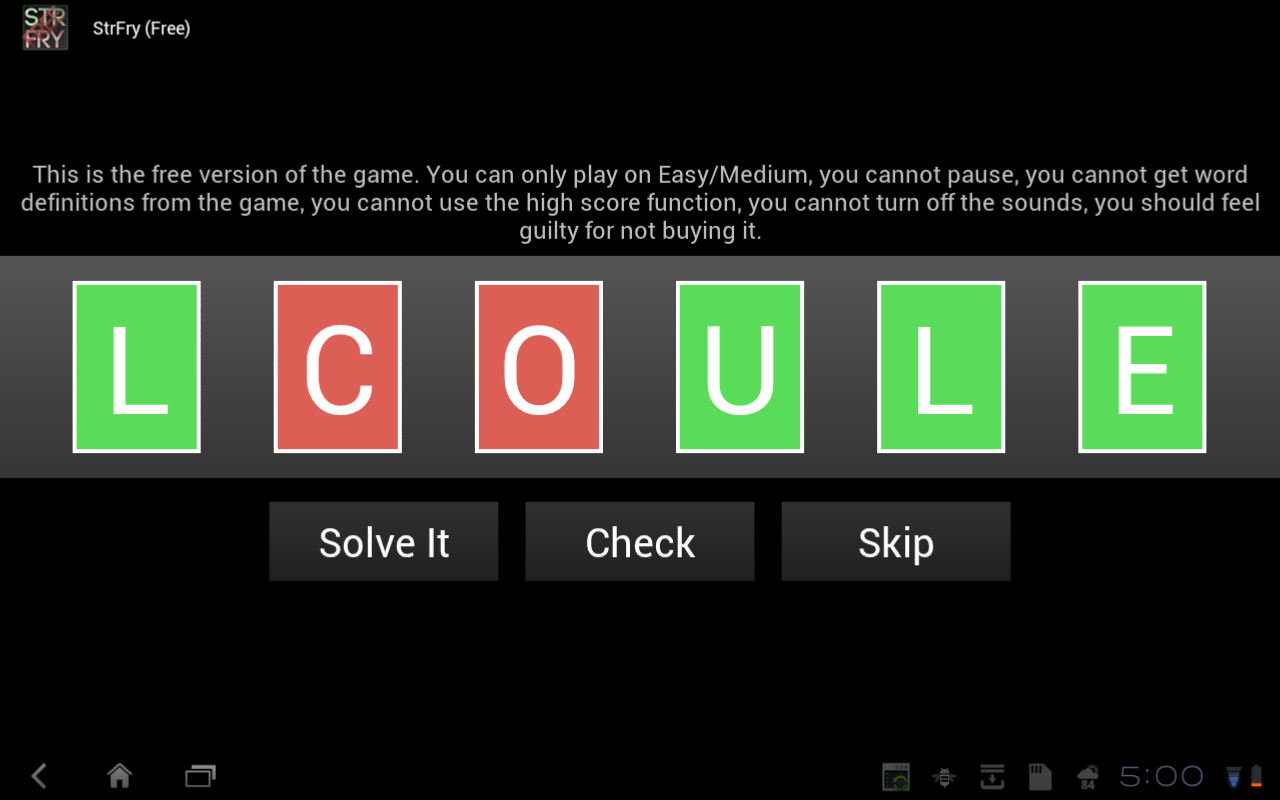 STR
FRY
StrFry (Free)
This is the free version of the game. You can only play on Easy/Medium, you cannot pause, you cannot get word
definitions from the game, you cannot use the high score function, you cannot turn off the sounds, you should feel
guilty for not buying it.
L C O U L E
Solve It Check Skip
84 5:00